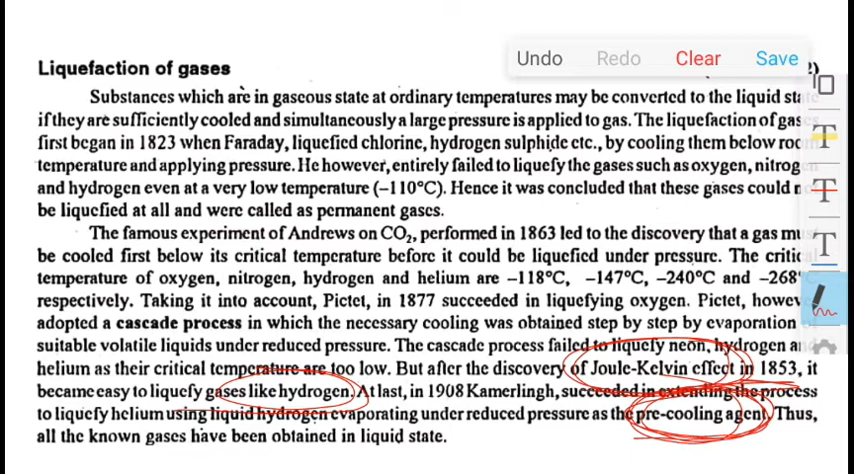 Undo Redo Clear Save
Liquefaction of gases
Substances which are in gaseous state at ordinary temperatures may be converted to the liquid state
if they are sufficiently cooled and simultaneously a large pressure is applied to gas. The liquefaction of gases
first began in 1823 when Faraday, liquefied chlorine, hydrogen sulphide etc., by cooling them below room
temperature and applying pressure. He however, entirely failed to liquefy the gases such as oxygen, nitrogen
and hydrogen even at a very low temperature (−110°C). Hence it was concluded that these gases could
be liquefied at all and were called as permanent gases.
The famous experiment of Andrews on CO₂, performed in 1863 led to the discovery that a gas must
be cooled first below its critical temperature before it could be liquefied under pressure. The critical
temperature of oxygen, nitrogen, hydrogen and helium are −118°C, −147°C, −240°C and −268°
respectively. Taking it into account, Pictet, in 1877 succeeded in liquefying oxygen. Pictet, however
adopted a cascade process in which the necessary cooling was obtained step by step by evaporation
suitable volatile liquids under reduced pressure. The cascade process failed to liquefy neon, hydrogen and
helium as their critical temperature are too low. But after the discovery of Joule-Kelvin effect in 1853, it
became easy to liquefy gases like hydrogen. At last, in 1908 Kamerlingh, succeeded in extending the process
to liquefy helium using liquid hydrogen evaporating under reduced pressure as the pre-cooling agent. Thus,
all the known gases have been obtained in liquid state.